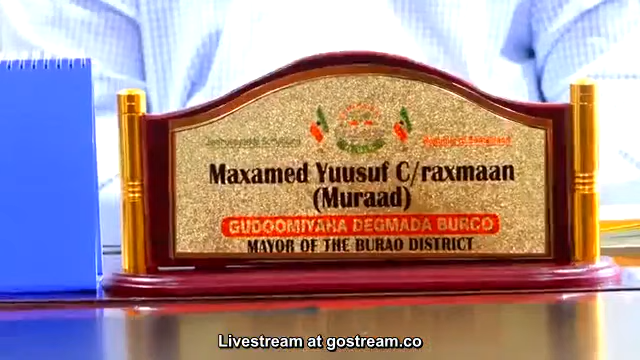 Maxamed Yuusuf C/raxmaan
(Muraad)
GUDOOMIYAHA DEGMADA BURCO
MAYOR OF THE BURAO DISTRICT
Livestream at gostream.co